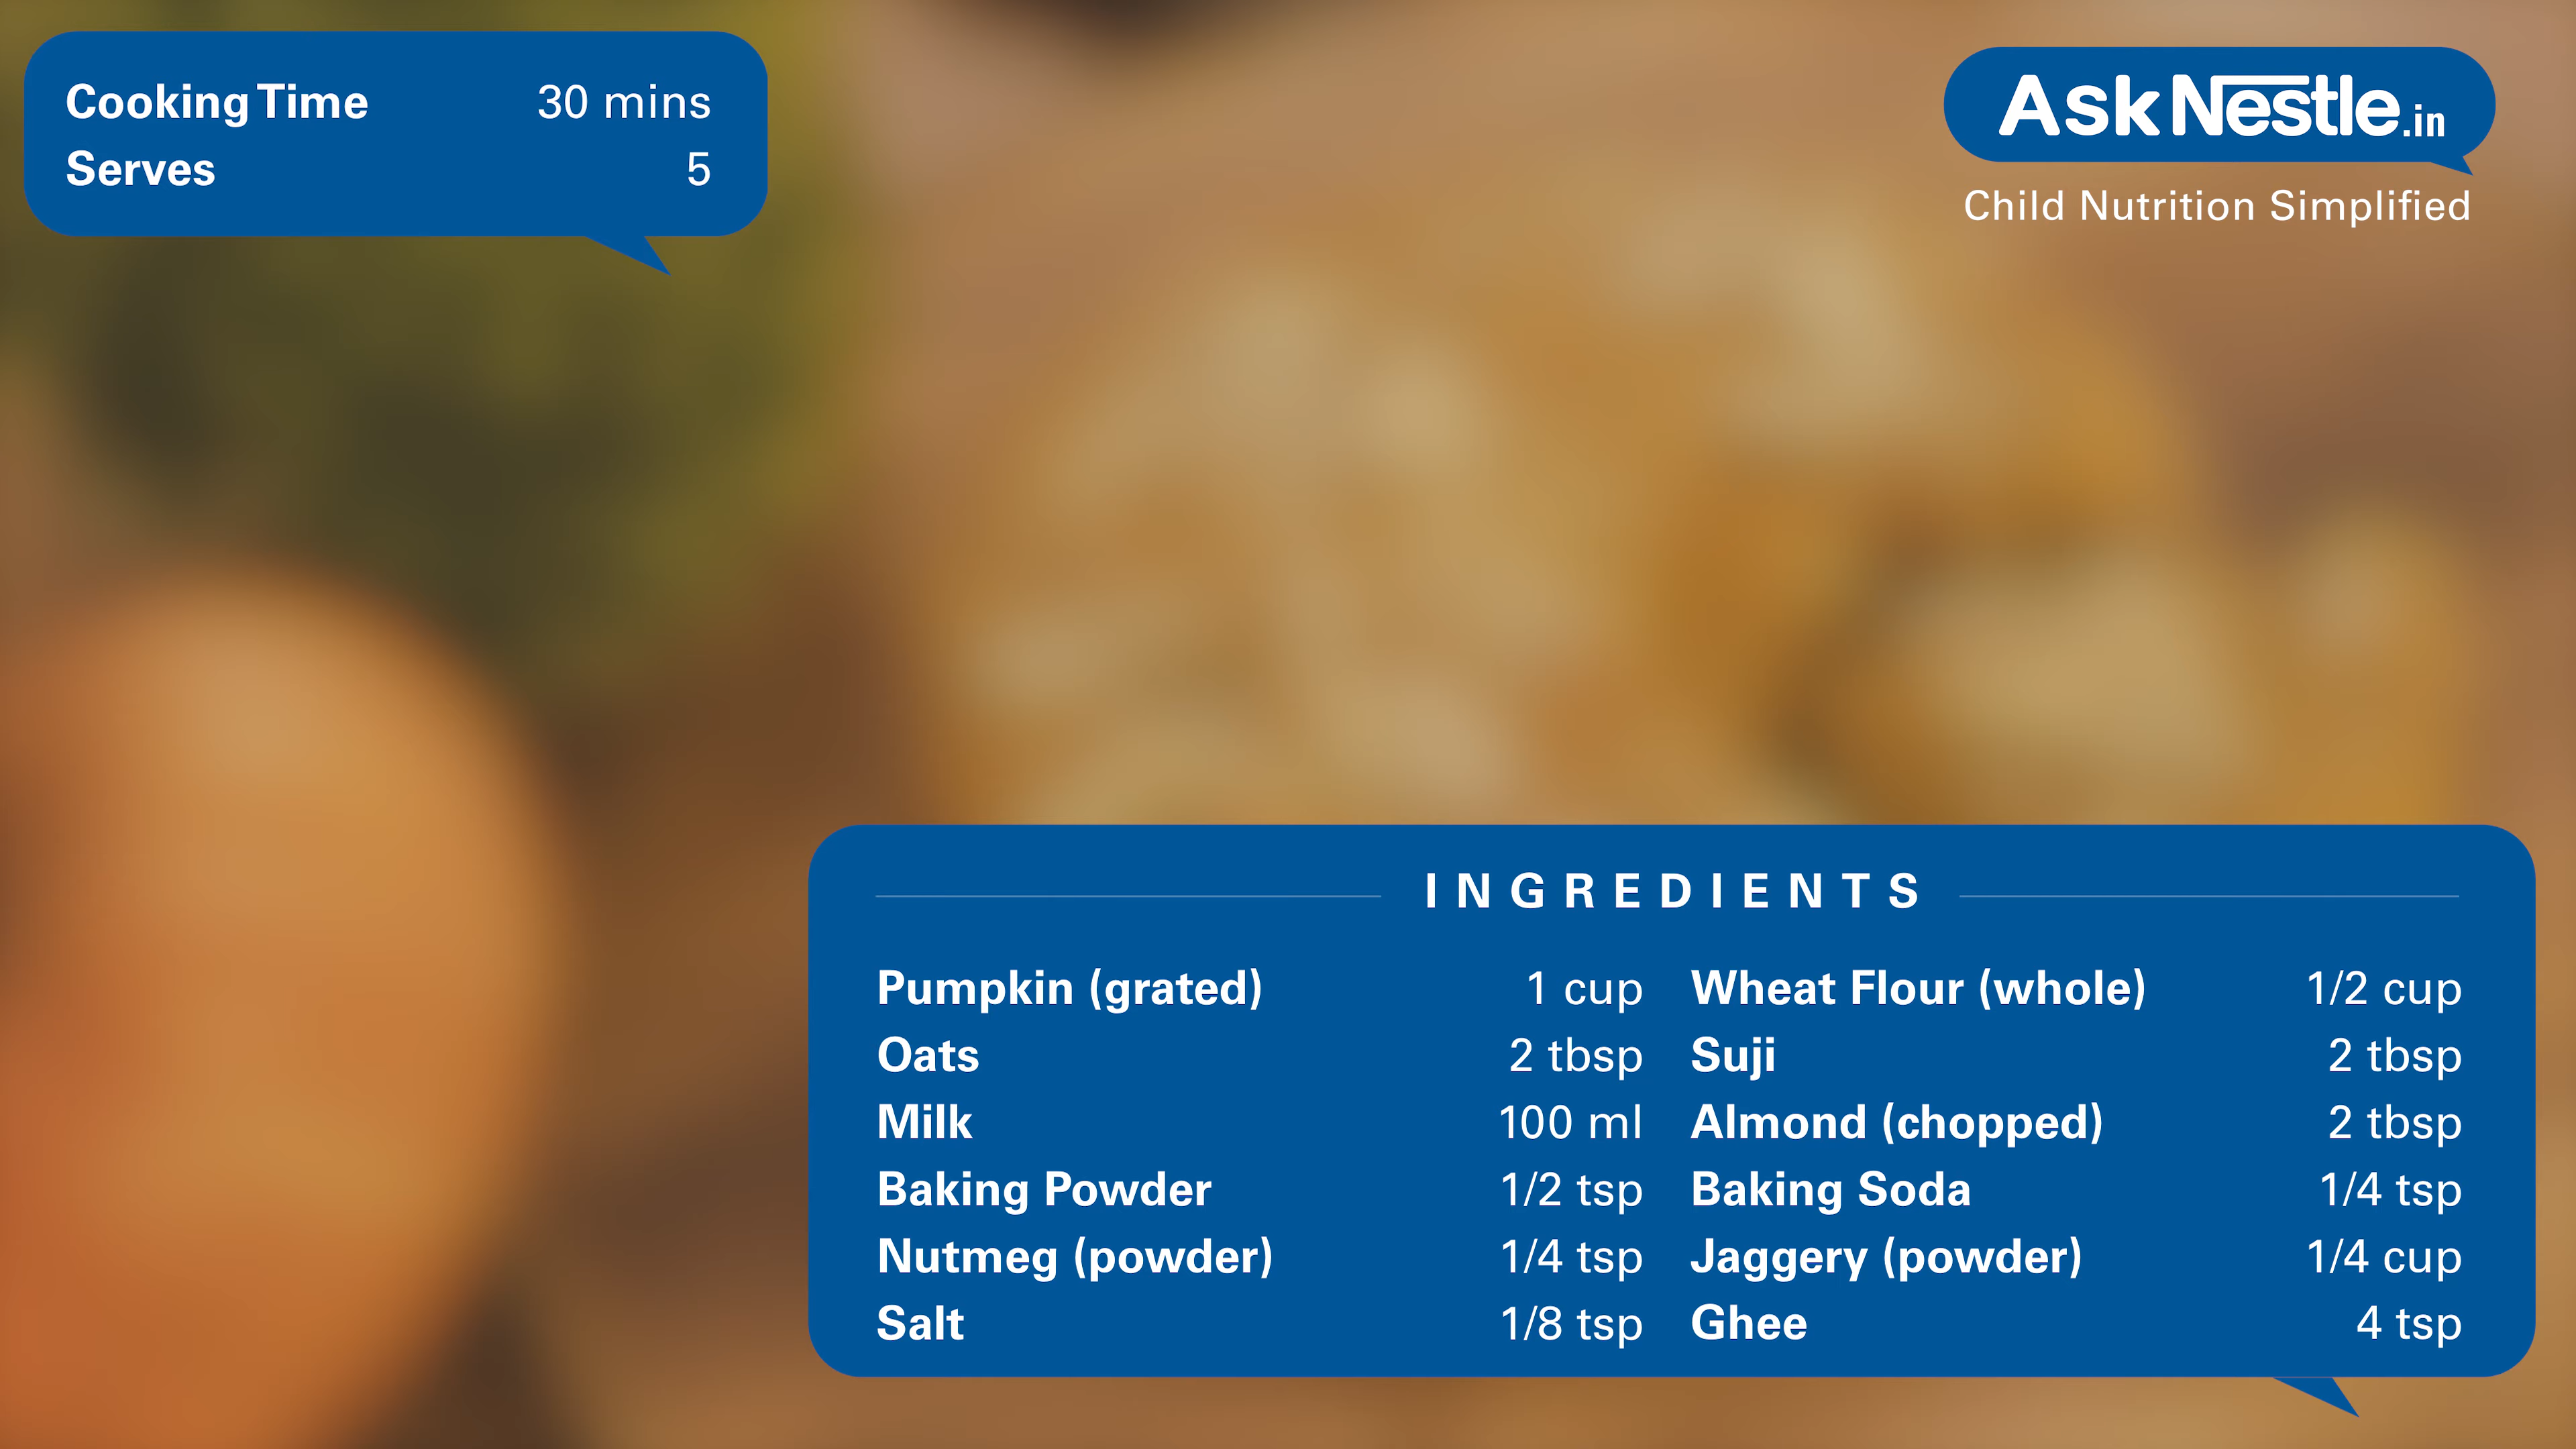 Cooking Time 30 mins
Serves 5
AskNestle.in
Child Nutrition Simplified
INGREDIENTS
Pumpkin (grated) 1 cup Wheat Flour (whole) 1/2 cup
Oats 2 tbsp Suji 2 tbsp
Milk 100 ml Almond (chopped) 2 tbsp
Baking Powder 1/2 tsp Baking Soda 1/4 tsp
Nutmeg (powder) 1/4 tsp Jaggery (powder) 1/4 cup
Salt 1/8 tsp Ghee 4 tsp